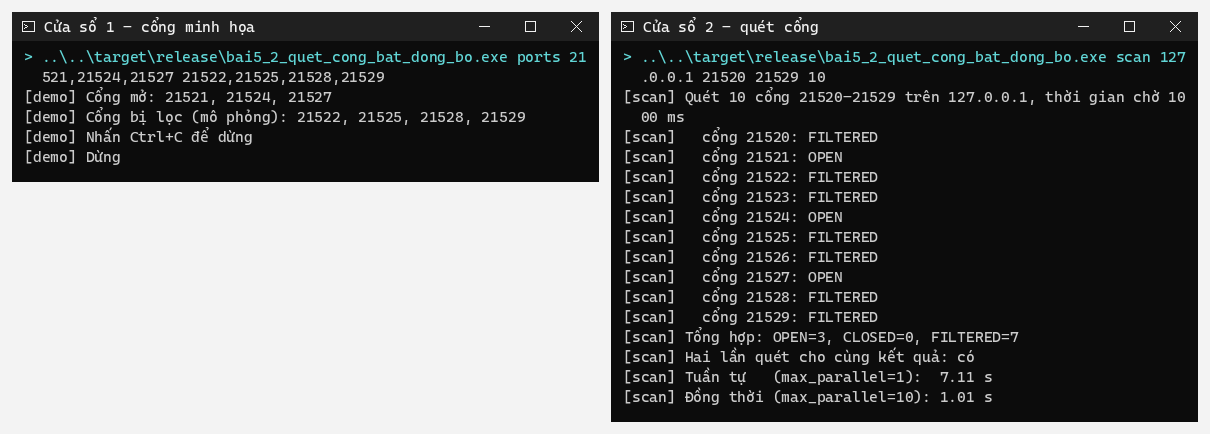 Cửa sổ 1 - cổng minh họa
> ..\..\target\release\bai5_2_quet_cong_bat_dong_bo.exe ports 21
521,21524,21527 21522,21525,21528,21529
[demo] Cổng mở: 21521, 21524, 21527
[demo] Cổng bị lọc (mô phỏng): 21522, 21525, 21528, 21529
[demo] Nhấn Ctrl+C để dừng
[demo] Dừng
Cửa sổ 2 - quét cổng
> ..\..\target\release\bai5_2_quet_cong_bat_dong_bo.exe scan 127
.0.0.1 21520 21529 10
[scan] Quét 10 cổng 21520-21529 trên 127.0.0.1, thời gian chờ 10
00 ms
[scan]   cổng 21520: FILTERED
[scan]   cổng 21521: OPEN
[scan]   cổng 21522: FILTERED
[scan]   cổng 21523: FILTERED
[scan]   cổng 21524: OPEN
[scan]   cổng 21525: FILTERED
[scan]   cổng 21526: FILTERED
[scan]   cổng 21527: OPEN
[scan]   cổng 21528: FILTERED
[scan]   cổng 21529: FILTERED
[scan] Tổng hợp: OPEN=3, CLOSED=0, FILTERED=7
[scan] Hai lần quét cho cùng kết quả: có
[scan] Tuần tự   (max_parallel=1):  7.11 s
[scan] Đồng thời (max_parallel=10): 1.01 s